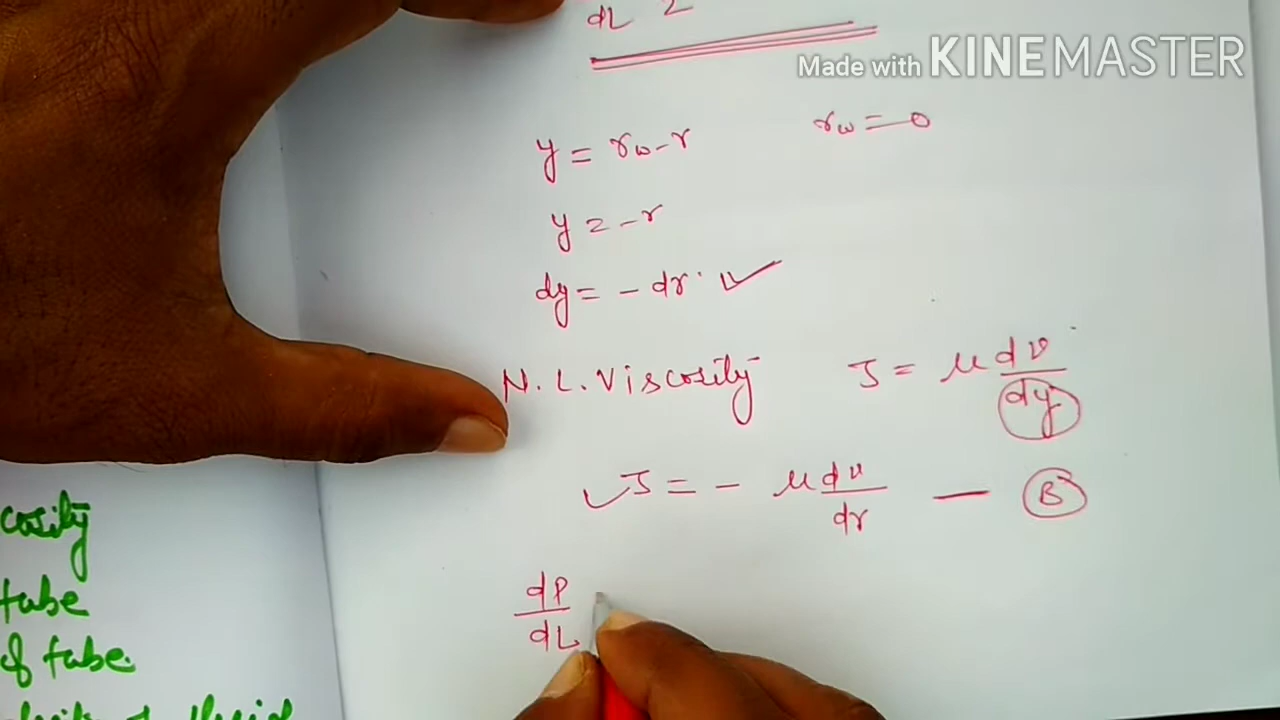 dL 2
Made with KINEMASTER
y = rw - r rw = 0
y = - r
dy = - dr
N.L. Viscosity τ = μ dv/dy
τ = - μ dv/dr — B
cosity
dP/dL
tube
of tube